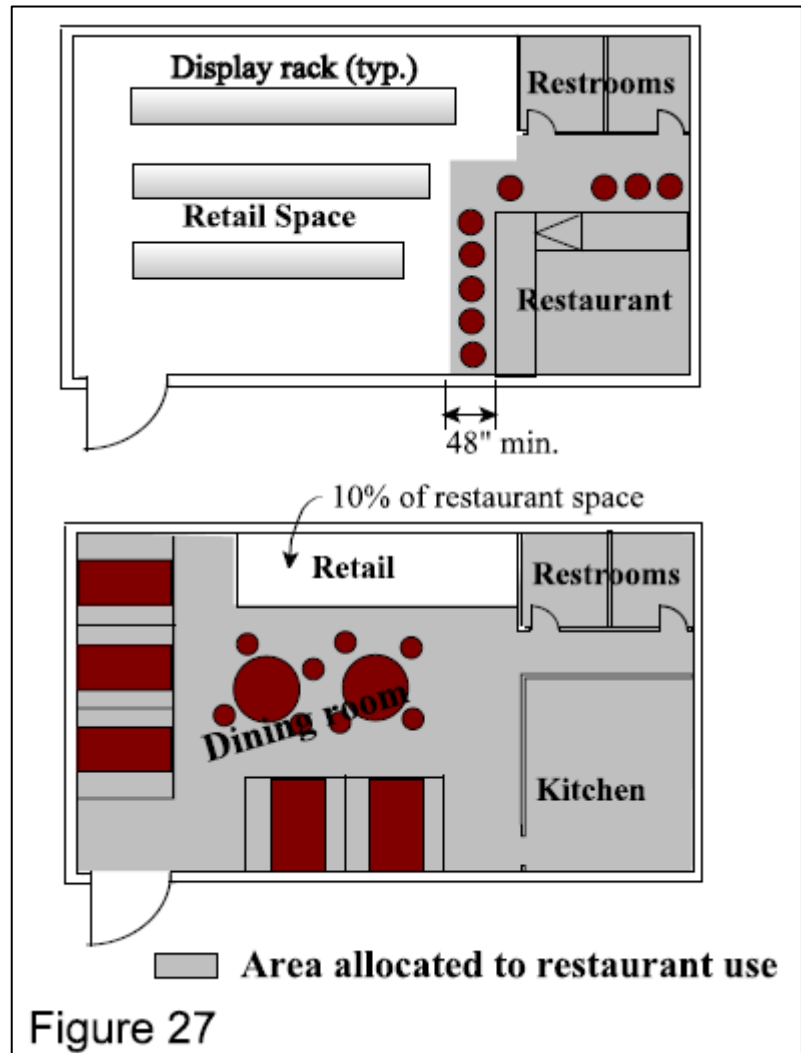 Display rack (typ.)
Restrooms
Retail Space
Restaurant
48" min.
10% of restaurant space
Retail
Restrooms
Dining room
Kitchen
Area allocated to restaurant use
Figure 27